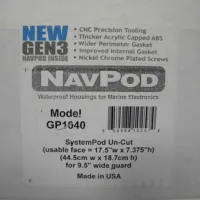 NEW
GEN3
NAVPOD INSIDE
• CNC Precision Tooling
• Thicker Acrylic Capped ABS
• Wider Perimeter Gasket
• Improved Internal Gasket
• Nickel Chrome Plated Screws
NAVPOD
Waterproof Housings for Marine Electronics
Model
GP1040
SystemPod Un-Cut
(usable face = 17.5"w x 7.375"h)
(44.5cm w x 18.7cm h)
for 9.5" wide guard
Made in USA